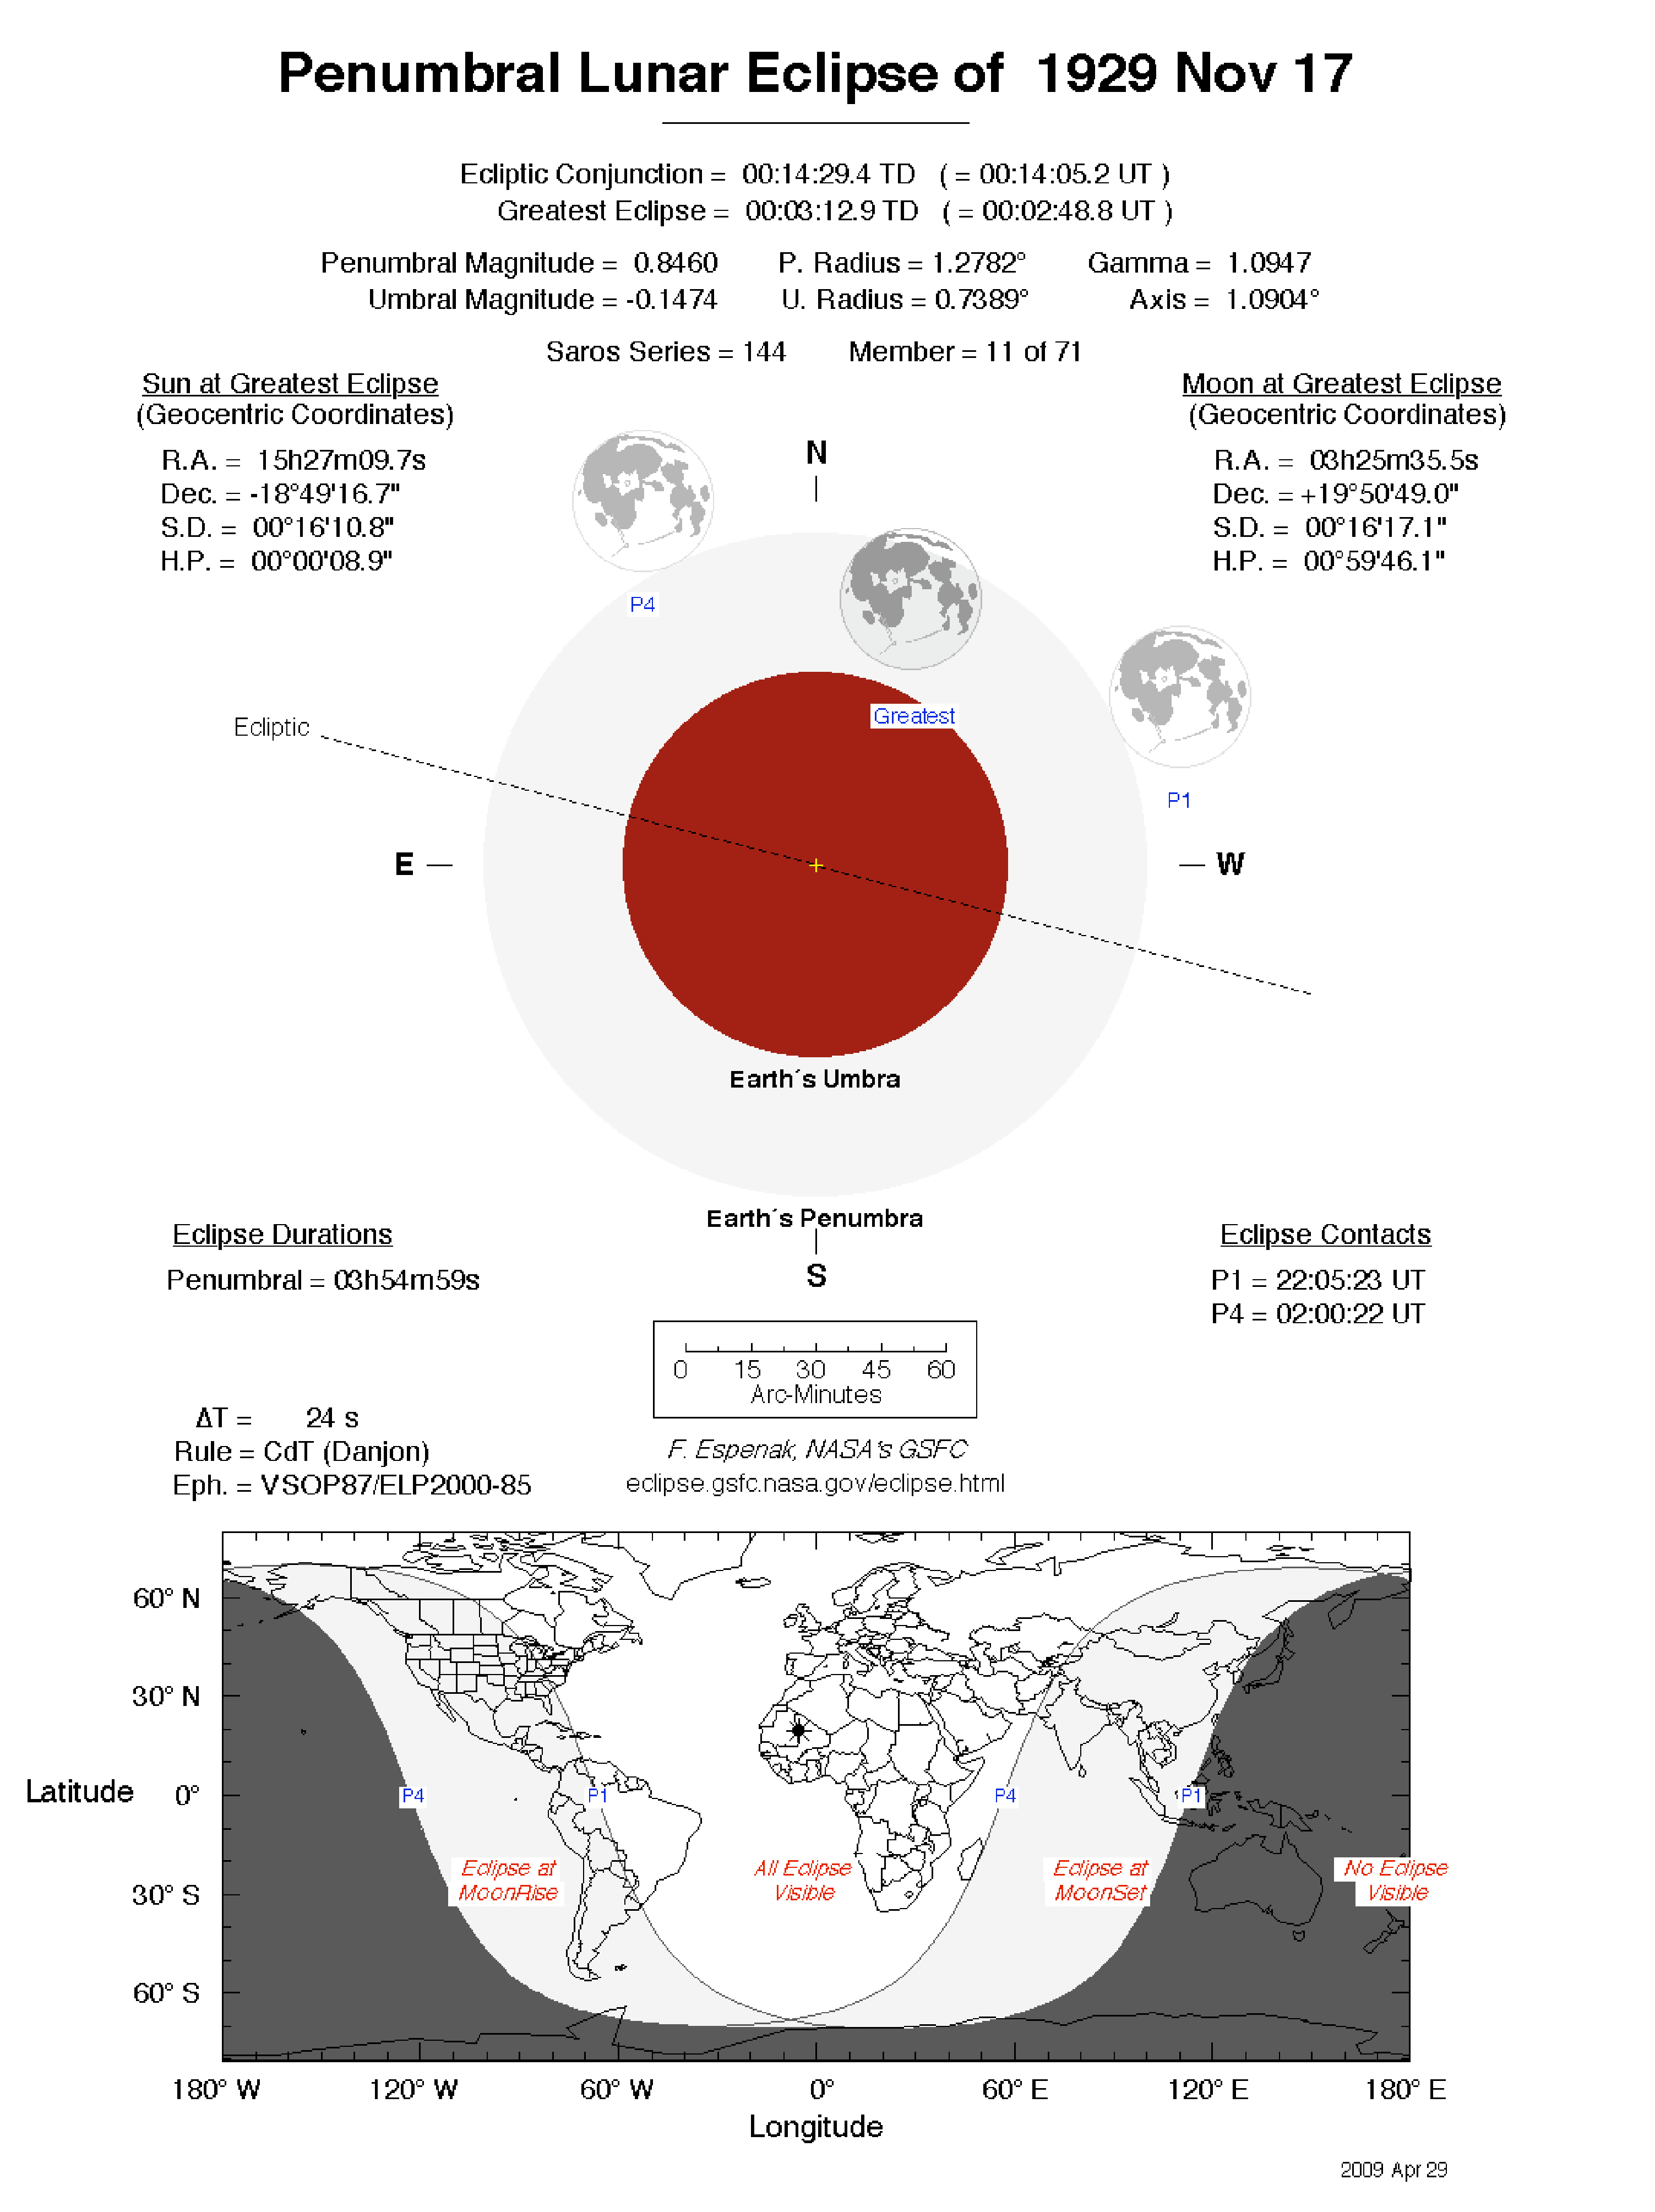 Penumbral Lunar Eclipse of 1929 Nov 17
Ecliptic Conjunction = 00:14:29.4 TD ( = 00:14:05.2 UT )
Greatest Eclipse = 00:03:12.9 TD ( = 00:02:48.8 UT )
Penumbral Magnitude = 0.8460 P. Radius = 1.2782° Gamma = 1.0947
Umbral Magnitude = -0.1474 U. Radius = 0.7389° Axis = 1.0904°
Saros Series = 144 Member = 11 of 71
Sun at Greatest Eclipse
(Geocentric Coordinates)
R.A. = 15h27m09.7s
Dec. = -18°49'16.7"
S.D. = 00°16'10.8"
H.P. = 00°00'08.9"
Moon at Greatest Eclipse
(Geocentric Coordinates)
R.A. = 03h25m35.5s
Dec. = +19°50'49.0"
S.D. = 00°16'17.1"
H.P. = 00°59'46.1"
N
P4
Greatest
Ecliptic
P1
E
W
Earth´s Umbra
Earth´s Penumbra
S
Eclipse Durations
Penumbral = 03h54m59s
Eclipse Contacts
P1 = 22:05:23 UT
P4 = 02:00:22 UT
0 15 30 45 60
Arc-Minutes
ΔT = 24 s
Rule = CdT (Danjon)
Eph. = VSOP87/ELP2000-85
F. Espenak, NASA's GSFC
eclipse.gsfc.nasa.gov/eclipse.html
60° N
30° N
Latitude 0°
30° S
60° S
P4 P1 P4 P1
Eclipse at
MoonRise
All Eclipse
Visible
Eclipse at
MoonSet
No Eclipse
Visible
180° W 120° W 60° W 0° 60° E 120° E 180° E
Longitude
2009 Apr 29